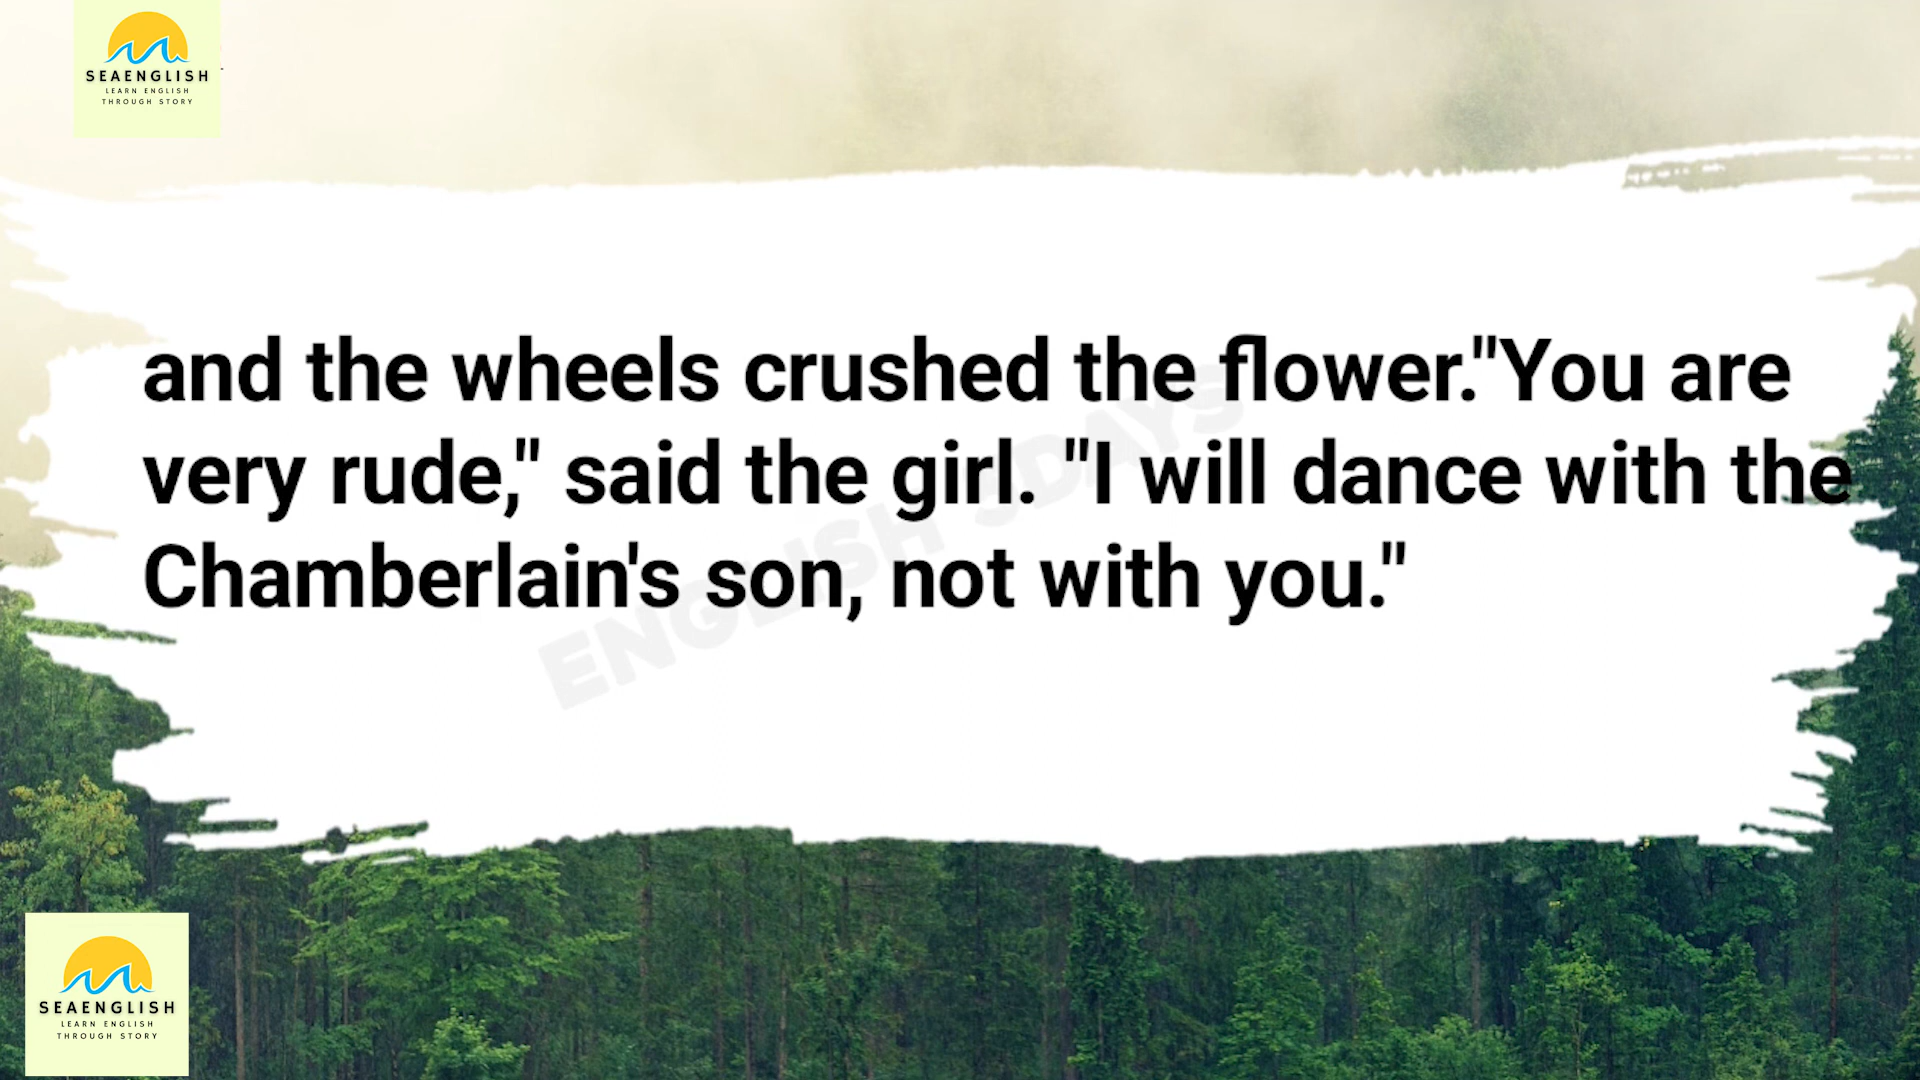 SEAENGLISH
LEARN ENGLISH
THROUGH STORY
and the wheels crushed the flower."You are
very rude," said the girl. "I will dance with the
Chamberlain's son, not with you."
ENGLISH 3DAYS
SEAENGLISH
LEARN ENGLISH
THROUGH STORY